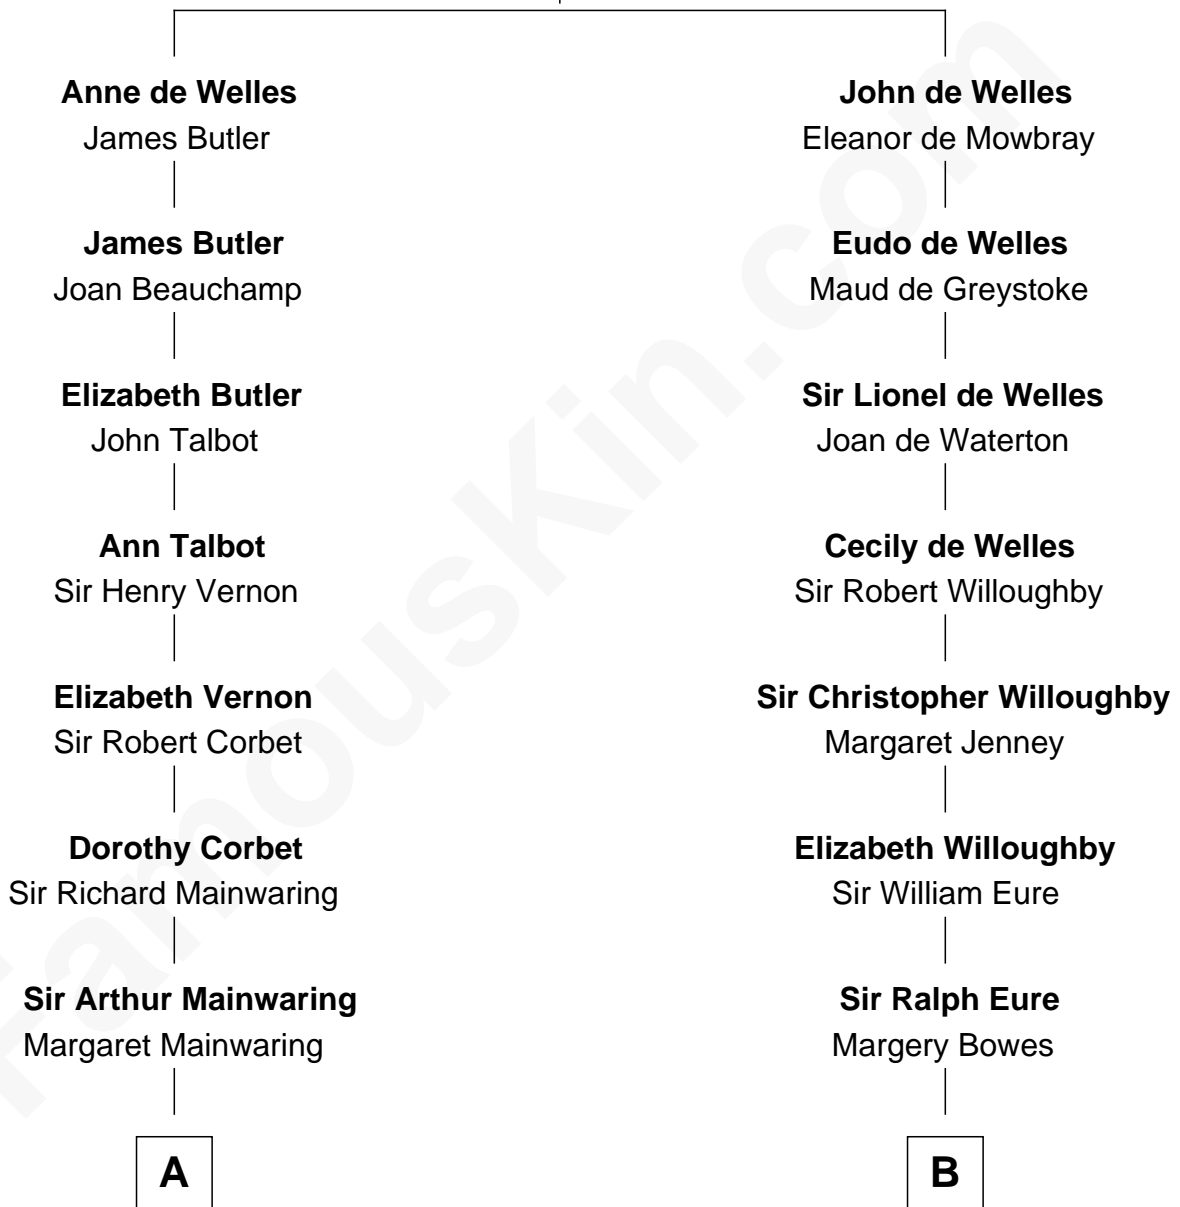 Anne de Welles
James Butler
James Butler
Joan Beauchamp
Elizabeth Butler
John Talbot
Ann Talbot
Sir Henry Vernon
Elizabeth Vernon
Sir Robert Corbet
Dorothy Corbet
Sir Richard Mainwaring
Sir Arthur Mainwaring
Margaret Mainwaring
A
John de Welles
Eleanor de Mowbray
Eudo de Welles
Maud de Greystoke
Sir Lionel de Welles
Joan de Waterton
Cecily de Welles
Sir Robert Willoughby
Sir Christopher Willoughby
Margaret Jenney
Elizabeth Willoughby
Sir William Eure
Sir Ralph Eure
Margery Bowes
B
FamousKin.com